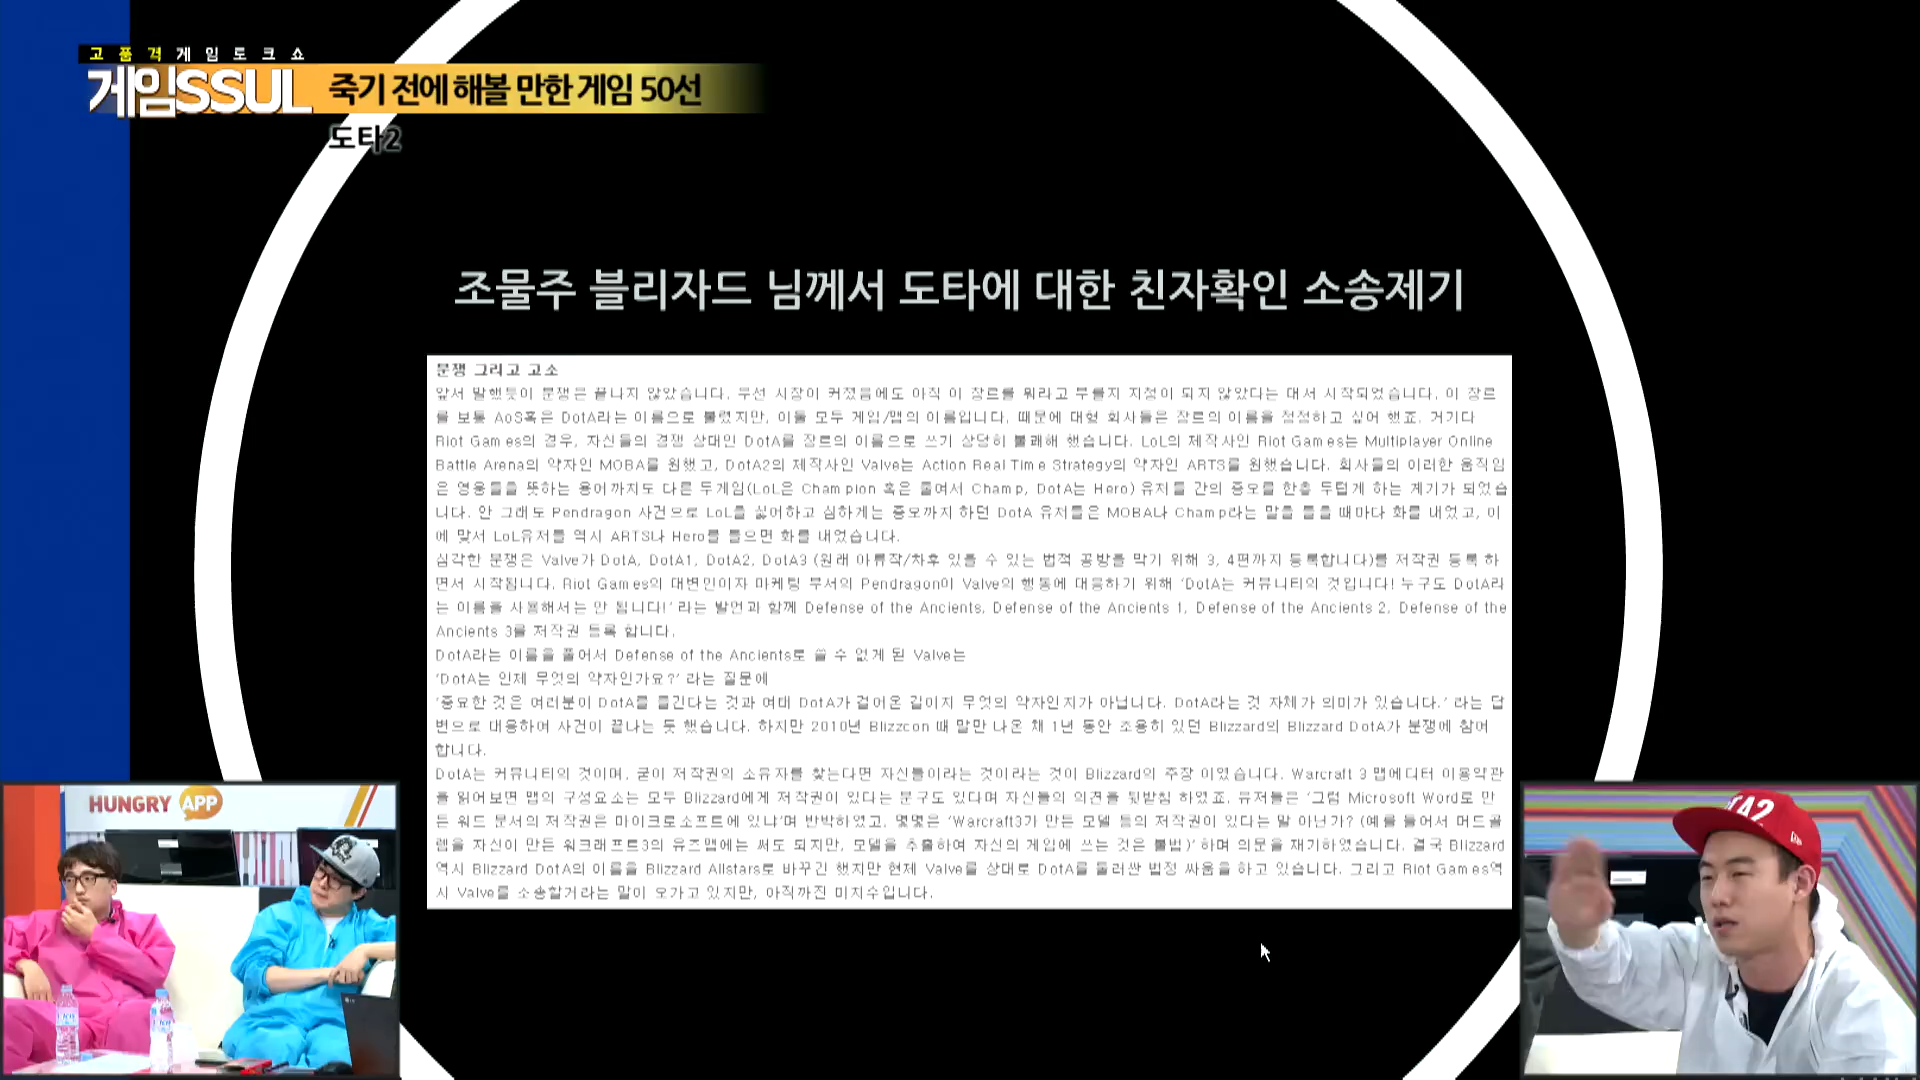 고품격게임토크쇼
게임SSUL 죽기 전에 해볼 만한 게임 50선
도타2
조물주 블리자드 님께서 도타에 대한 친자확인 소송제기
분쟁 그리고 고소
앞서 말했듯이 분쟁은 끝나지 않았습니다. 우선 시장이 커졌음에도 아직 이 장르를 뭐라고 부를지 지정이 되지 않았다는 대서 시작되었습니다. 이 장르
를 보통 AoS혹은 DotA라는 이름으로 불렸지만, 이들 모두 게임/맵의 이름입니다. 때문에 대형 회사들은 장르의 이름을 정정하고 싶어 했죠. 거기다
Riot Games의 경우, 자신들의 경쟁 상대인 DotA를 장르의 이름으로 쓰기 상당히 불쾌해 했습니다. LoL의 제작사인 Riot Games는 Multiplayer Online
Battle Arena의 약자인 MOBA를 원했고, DotA2의 제작사인 Valve는 Action Real Time Strategy의 약자인 ARTS를 원했습니다. 회사들의 이러한 움직임
은 영웅들을 뜻하는 용어까지도 다른 두게임(LoL은 Champion 혹은 줄여서 Champ, DotA는 Hero) 유저들 간의 증오를 한층 두텁게 하는 계기가 되었습
니다. 안 그래도 Pendragon 사건으로 LoL를 싫어하고 심하게는 증오까지 하던 DotA 유저들은 MOBA나 Champ라는 말을 들을 때마다 화를 내었고, 이
에 맞서 LoL유저들 역시 ARTS나 Hero를 들으면 화를 내었습니다.
심각한 분쟁은 Valve가 DotA, DotA1, DotA2, DotA3 (원래 아류작/차후 있을 수 있는 법적 공방을 막기 위해 3, 4편까지 등록합니다)를 저작권 등록 하
면서 시작됩니다. Riot Games의 대변인이자 마케팅 부서의 Pendragon이 Valve의 행동에 대응하기 위해 'DotA는 커뮤니티의 것입니다! 누구도 DotA라
는 이름을 사용해서는 안 됩니다!' 라는 발언과 함께 Defense of the Ancients, Defense of the Ancients 1, Defense of the Ancients 2, Defense of the
Ancients 3를 저작권 등록 합니다.
DotA라는 이름을 풀어서 Defense of the Ancients로 쓸 수 없게 된 Valve는
'DotA는 인제 무엇의 약자인가요?' 라는 질문에
'중요한 것은 여러분이 DotA를 즐긴다는 것과 여태 DotA가 걸어온 길이지 무엇의 약자인지가 아닙니다. DotA라는 것 자체가 의미가 있습니다.' 라는 답
변으로 대응하여 사건이 끝나는 듯 했습니다. 하지만 2010년 Blizzcon 때 말만 나온 채 1년 동안 조용히 있던 Blizzard의 Blizzard DotA가 분쟁에 참여
합니다.
DotA는 커뮤니티의 것이며, 굳이 저작권의 소유자를 찾는다면 자신들이라는 것이라는 것이 Blizzard의 주장 이였습니다. Warcraft 3 맵에디터 이용약관
을 읽어보면 맵의 구성요소는 모두 Blizzard에게 저작권이 있다는 문구도 있다며 자신들의 의견을 뒷받침 하였죠. 유저들은 '그럼 Microsoft Word로 만
든 워드 문서의 저작권은 마이크로소프트에 있냐'며 반박하였고, 몇몇은 'Warcraft3가 만든 모델 등의 저작권이 있다는 말 아닌가? (예를 들어서 머드골
렘을 자신이 만든 워크래프트3의 유즈맵에는 써도 되지만, 모델을 추출하여 자신의 게임에 쓰는 것은 불법)' 하며 의문을 재기하였습니다. 결국 Blizzard
역시 Blizzard DotA의 이름을 Blizzard Allstars로 바꾸긴 했지만 현재 Valve를 상대로 DotA를 둘러싼 법정 싸움을 하고 있습니다. 그리고 Riot Games역
시 Valve를 소송할거라는 말이 오가고 있지만, 아직까진 미지수입니다.
HUNGRY APP